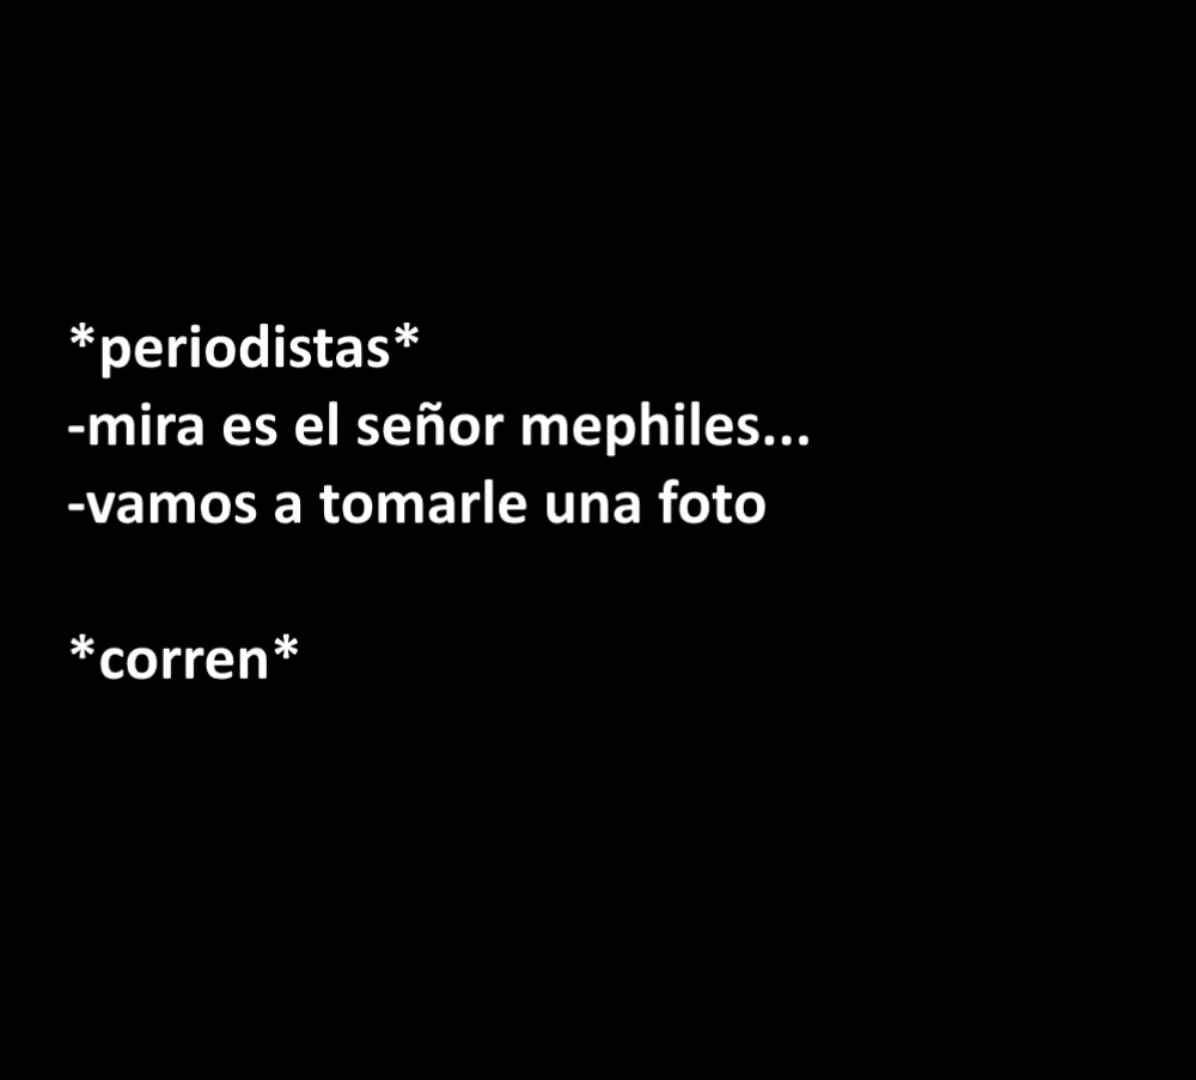 *periodistas*
-mira es el señor mephiles...
-vamos a tomarle una foto
*corren*